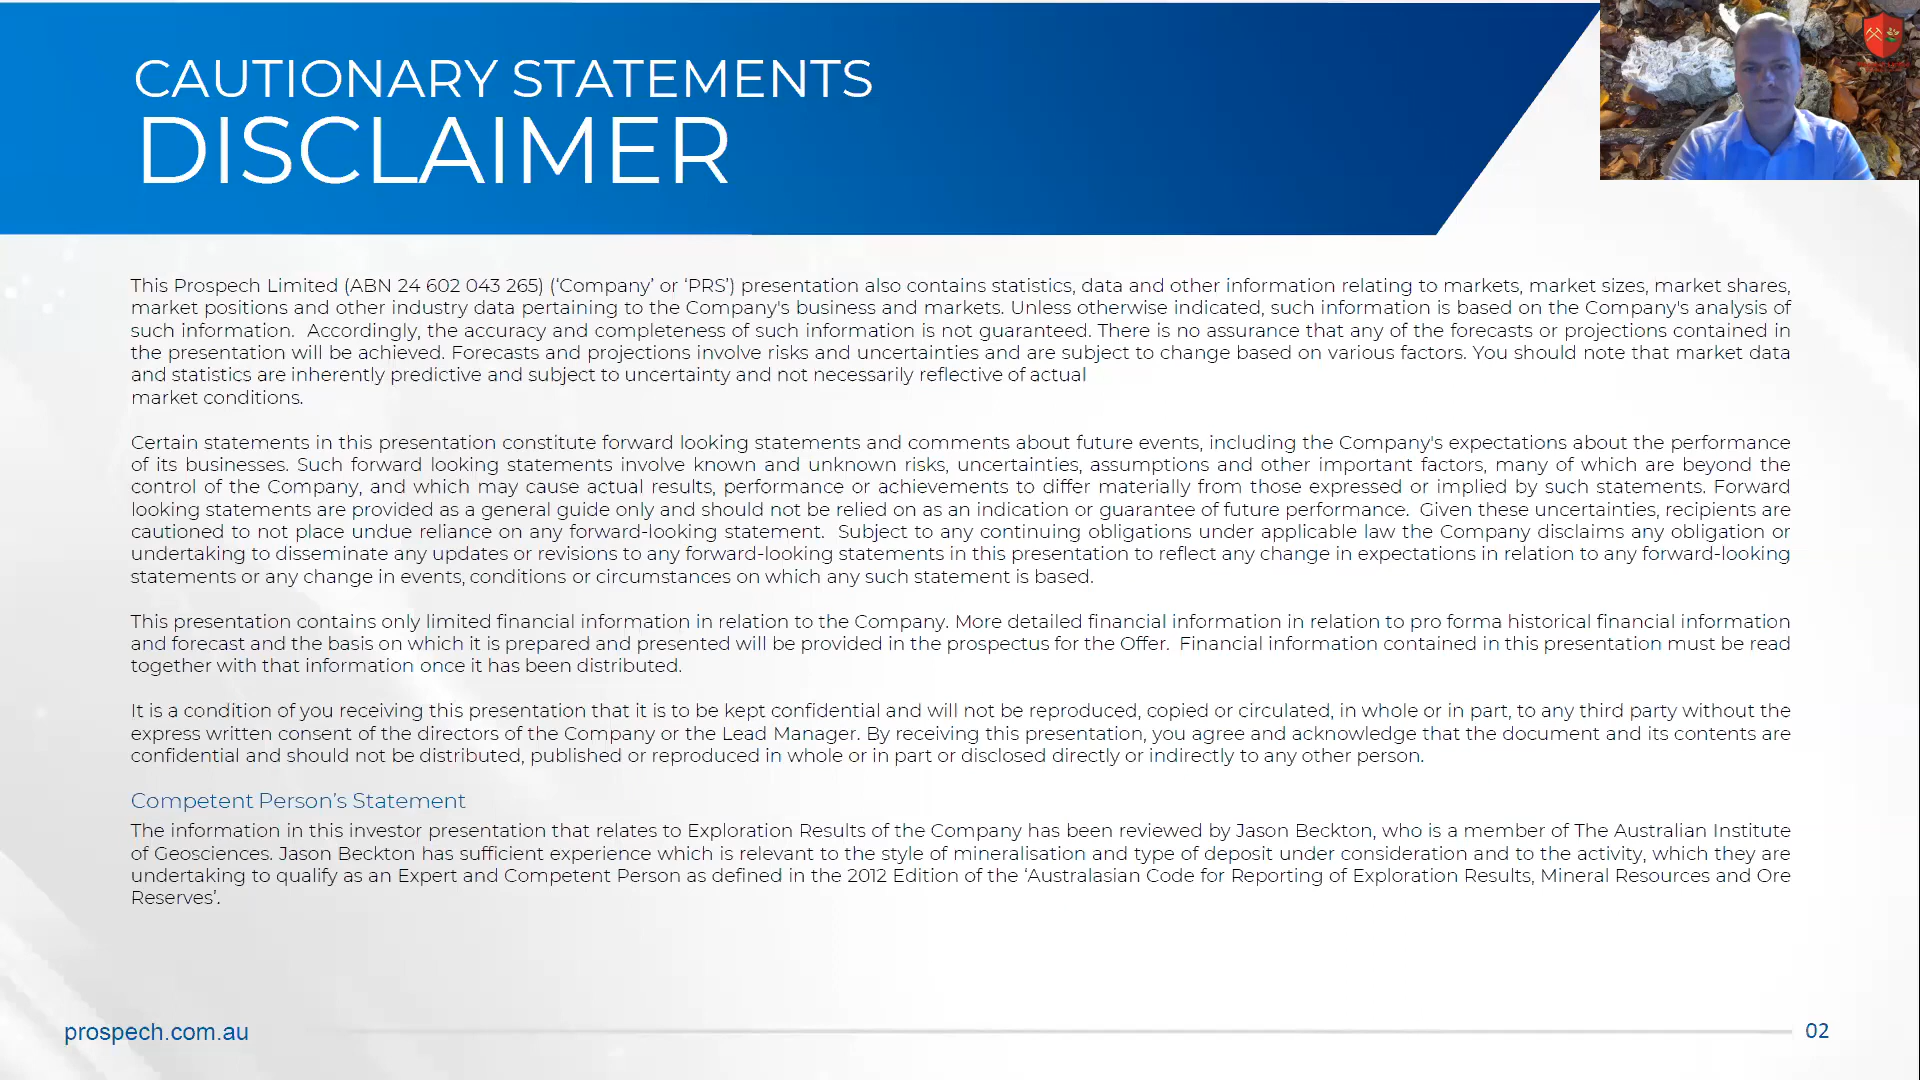 CAUTIONARY STATEMENTS
DISCLAIMER
This Prospech Limited (ABN 24 602 043 265) (‘Company’ or ‘PRS’) presentation also contains statistics, data and other information relating to markets, market sizes, market shares,
market positions and other industry data pertaining to the Company's business and markets. Unless otherwise indicated, such information is based on the Company's analysis of
such information.  Accordingly, the accuracy and completeness of such information is not guaranteed. There is no assurance that any of the forecasts or projections contained in
the presentation will be achieved. Forecasts and projections involve risks and uncertainties and are subject to change based on various factors. You should note that market data
and statistics are inherently predictive and subject to uncertainty and not necessarily reflective of actual
market conditions.
Certain statements in this presentation constitute forward looking statements and comments about future events, including the Company's expectations about the performance
of its businesses. Such forward looking statements involve known and unknown risks, uncertainties, assumptions and other important factors, many of which are beyond the
control of the Company, and which may cause actual results, performance or achievements to differ materially from those expressed or implied by such statements. Forward
looking statements are provided as a general guide only and should not be relied on as an indication or guarantee of future performance.  Given these uncertainties, recipients are
cautioned to not place undue reliance on any forward-looking statement.  Subject to any continuing obligations under applicable law the Company disclaims any obligation or
undertaking to disseminate any updates or revisions to any forward-looking statements in this presentation to reflect any change in expectations in relation to any forward-looking
statements or any change in events, conditions or circumstances on which any such statement is based.
This presentation contains only limited financial information in relation to the Company. More detailed financial information in relation to pro forma historical financial information
and forecast and the basis on which it is prepared and presented will be provided in the prospectus for the Offer.  Financial information contained in this presentation must be read
together with that information once it has been distributed.
It is a condition of you receiving this presentation that it is to be kept confidential and will not be reproduced, copied or circulated, in whole or in part, to any third party without the
express written consent of the directors of the Company or the Lead Manager. By receiving this presentation, you agree and acknowledge that the document and its contents are
confidential and should not be distributed, published or reproduced in whole or in part or disclosed directly or indirectly to any other person.
Competent Person’s Statement
The information in this investor presentation that relates to Exploration Results of the Company has been reviewed by Jason Beckton, who is a member of The Australian Institute
of Geosciences. Jason Beckton has sufficient experience which is relevant to the style of mineralisation and type of deposit under consideration and to the activity, which they are
undertaking to qualify as an Expert and Competent Person as defined in the 2012 Edition of the ‘Australasian Code for Reporting of Exploration Results, Mineral Resources and Ore
Reserves’.
prospech.com.au
02